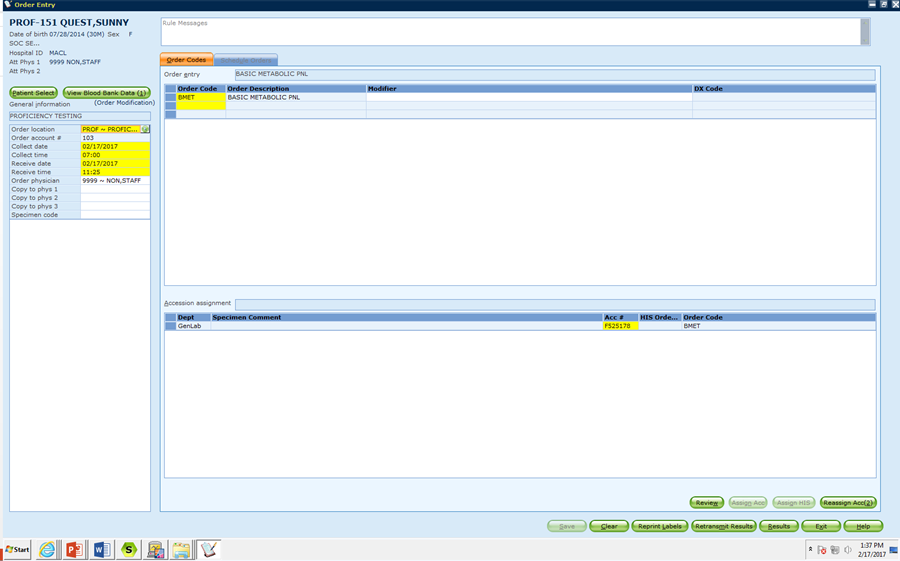 Order Entry
PROF-151 QUEST,SUNNY
Date of birth 07/28/2014 (30M) Sex F
SOC SE...
Hospital ID MACL
Att Phys 1 9999 NON,STAFF
Att Phys 2
Patient Select View Blood Bank Data (1)
General information (Order Modification)
PROFICIENCY TESTING
Order location PROF ~ PROFIC...
Order account # 103
Collect date 02/17/2017
Collect time 07:00
Receive date 02/17/2017
Receive time 11:25
Order physician 9999 ~ NON,STAFF
Copy to phys 1
Copy to phys 2
Copy to phys 3
Specimen code
Rule Messages
Order Codes
Order entry BASIC METABOLIC PNL
Order Code Order Description Modifier DX Code
BMET BASIC METABOLIC PNL
Accession assignment
Dept Specimen Comment Acc # HIS Orde... Order Code
GenLab F525178 BMET
Review Assign Acc Assign HIS Reassign Acc(2)
Save Clear Reprint Labels Retransmit Results Results Exit Help
Start
1:37 PM
2/17/2017